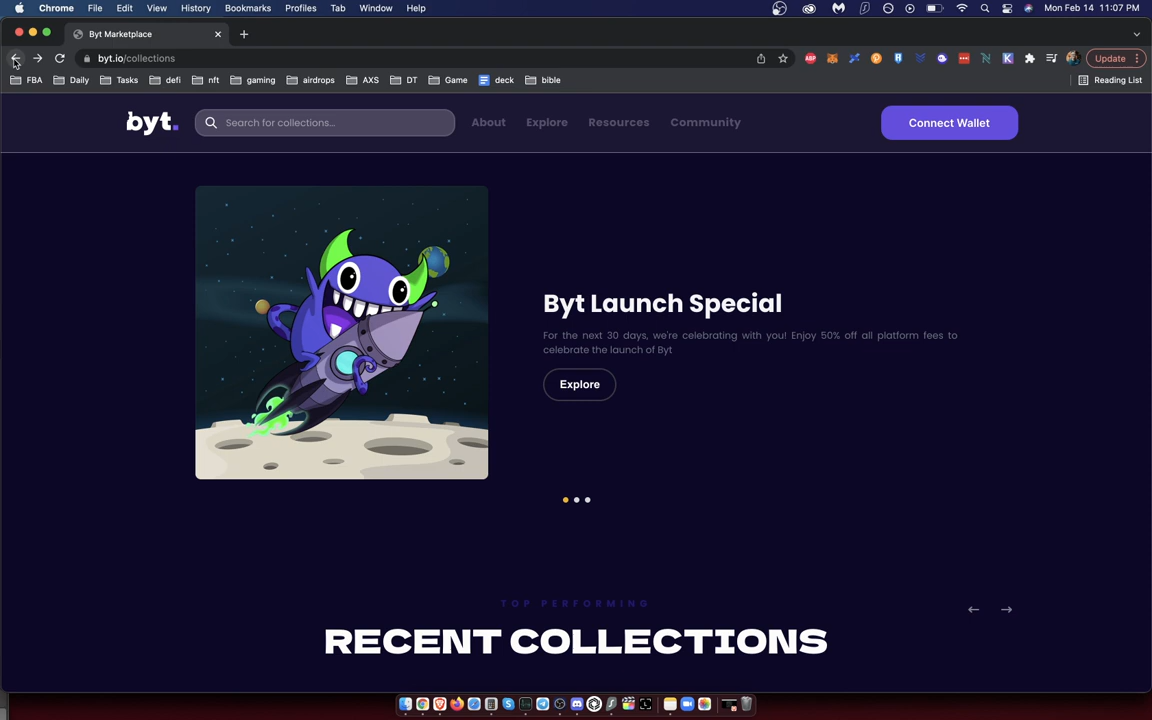 Chrome File Edit View History Bookmarks Profiles Tab Window Help Mon Feb 14 11:07 PM
Byt Marketplace
byt.io/collections Update
FBA Daily Tasks defi nft gaming airdrops AXS DT Game deck bible Reading List
byt. Search for collections... About Explore Resources Community Connect Wallet
Byt Launch Special
For the next 30 days, we're celebrating with you! Enjoy 50% off all platform fees to
celebrate the launch of Byt
Explore
TOP PERFORMING
RECENT COLLECTIONS